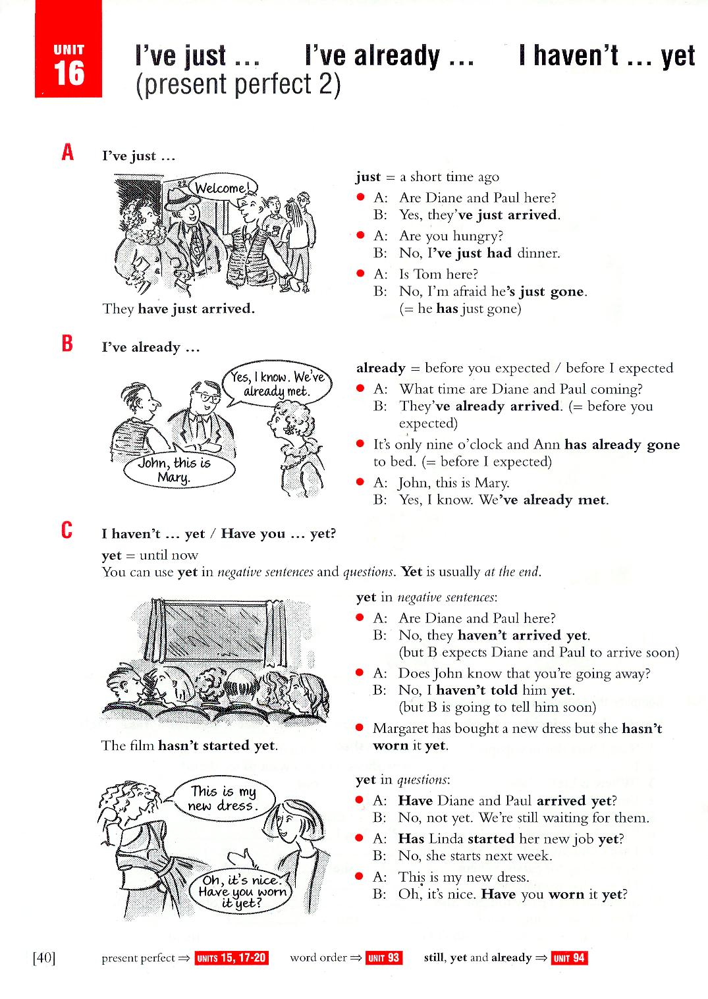 UNIT
16
I've just ... I've already ... I haven't ... yet
(present perfect 2)
A
I've just ...
Welcome!
They have just arrived.
just = a short time ago
• A: Are Diane and Paul here?
B: Yes, they've just arrived.
• A: Are you hungry?
B: No, I've just had dinner.
• A: Is Tom here?
B: No, I'm afraid he's just gone.
(= he has just gone)
B
I've already ...
Yes, I know. We've
already met.
John, this is
Mary.
already = before you expected / before I expected
• A: What time are Diane and Paul coming?
B: They've already arrived. (= before you
expected)
• It's only nine o'clock and Ann has already gone
to bed. (= before I expected)
• A: John, this is Mary.
B: Yes, I know. We've already met.
C
I haven't ... yet / Have you ... yet?
yet = until now
You can use yet in negative sentences and questions. Yet is usually at the end.
The film hasn't started yet.
yet in negative sentences:
• A: Are Diane and Paul here?
B: No, they haven't arrived yet.
(but B expects Diane and Paul to arrive soon)
• A: Does John know that you're going away?
B: No, I haven't told him yet.
(but B is going to tell him soon)
• Margaret has bought a new dress but she hasn't
worn it yet.
This is my
new dress.
Oh, it's nice.
Have you worn
it yet?
yet in questions:
• A: Have Diane and Paul arrived yet?
B: No, not yet. We're still waiting for them.
• A: Has Linda started her new job yet?
B: No, she starts next week.
• A: This is my new dress.
B: Oh, it's nice. Have you worn it yet?
[40] present perfect ⇒ UNITS 15, 17-20 word order ⇒ UNIT 93 still, yet and already ⇒ UNIT 94